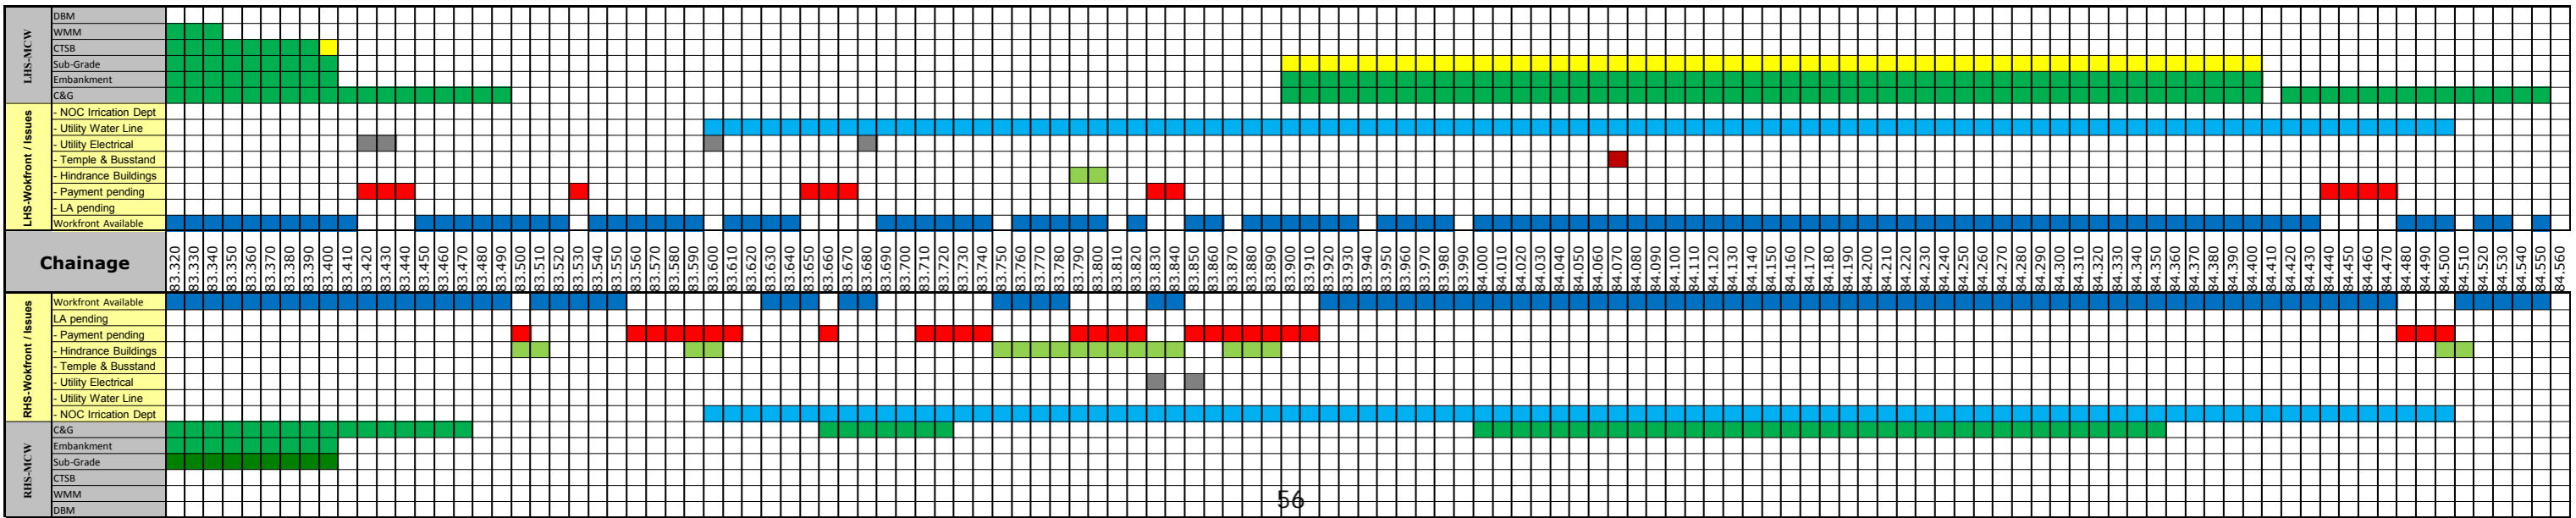 LHS-MCW
DBM
WMM
CTSB
Sub-Grade
Embankment
C&G
LHS-Wokfront / Issues
- NOC Irrication Dept
- Utility Water Line
- Utility Electrical
- Temple & Busstand
- Hindrance Buildings
- Payment pending
- LA pending
Workfront Available
Chainage
83.320 83.330 83.340 83.350 83.360 83.370 83.380 83.390 83.400 83.410 83.420 83.430 83.440 83.450 83.460 83.470 83.480 83.490 83.500 83.510 83.520 83.530 83.540 83.550 83.560 83.570 83.580 83.590 83.600 83.610 83.620 83.630 83.640 83.650 83.660 83.670 83.680 83.690 83.700 83.710 83.720 83.730 83.740 83.750 83.760 83.770 83.780 83.790 83.800 83.810 83.820 83.830 83.840 83.850 83.860 83.870 83.880 83.890 83.900 83.910 83.920 83.930 83.940 83.950 83.960 83.970 83.980 83.990 84.000 84.010 84.020 84.030 84.040 84.050 84.060 84.070 84.080 84.090 84.100 84.110 84.120 84.130 84.140 84.150 84.160 84.170 84.180 84.190 84.200 84.210 84.220 84.230 84.240 84.250 84.260 84.270 84.280 84.290 84.300 84.310 84.320 84.330 84.340 84.350 84.360 84.370 84.380 84.390 84.400 84.410 84.420 84.430 84.440 84.450 84.460 84.470 84.480 84.490 84.500 84.510 84.520 84.530 84.540 84.550 84.560
RHS-Wokfront / Issues
Workfront Available
LA pending
- Payment pending
- Hindrance Buildings
- Temple & Busstand
- Utility Electrical
- Utility Water Line
- NOC Irrication Dept
RHS-MCW
C&G
Embankment
Sub-Grade
CTSB
WMM
DBM
56